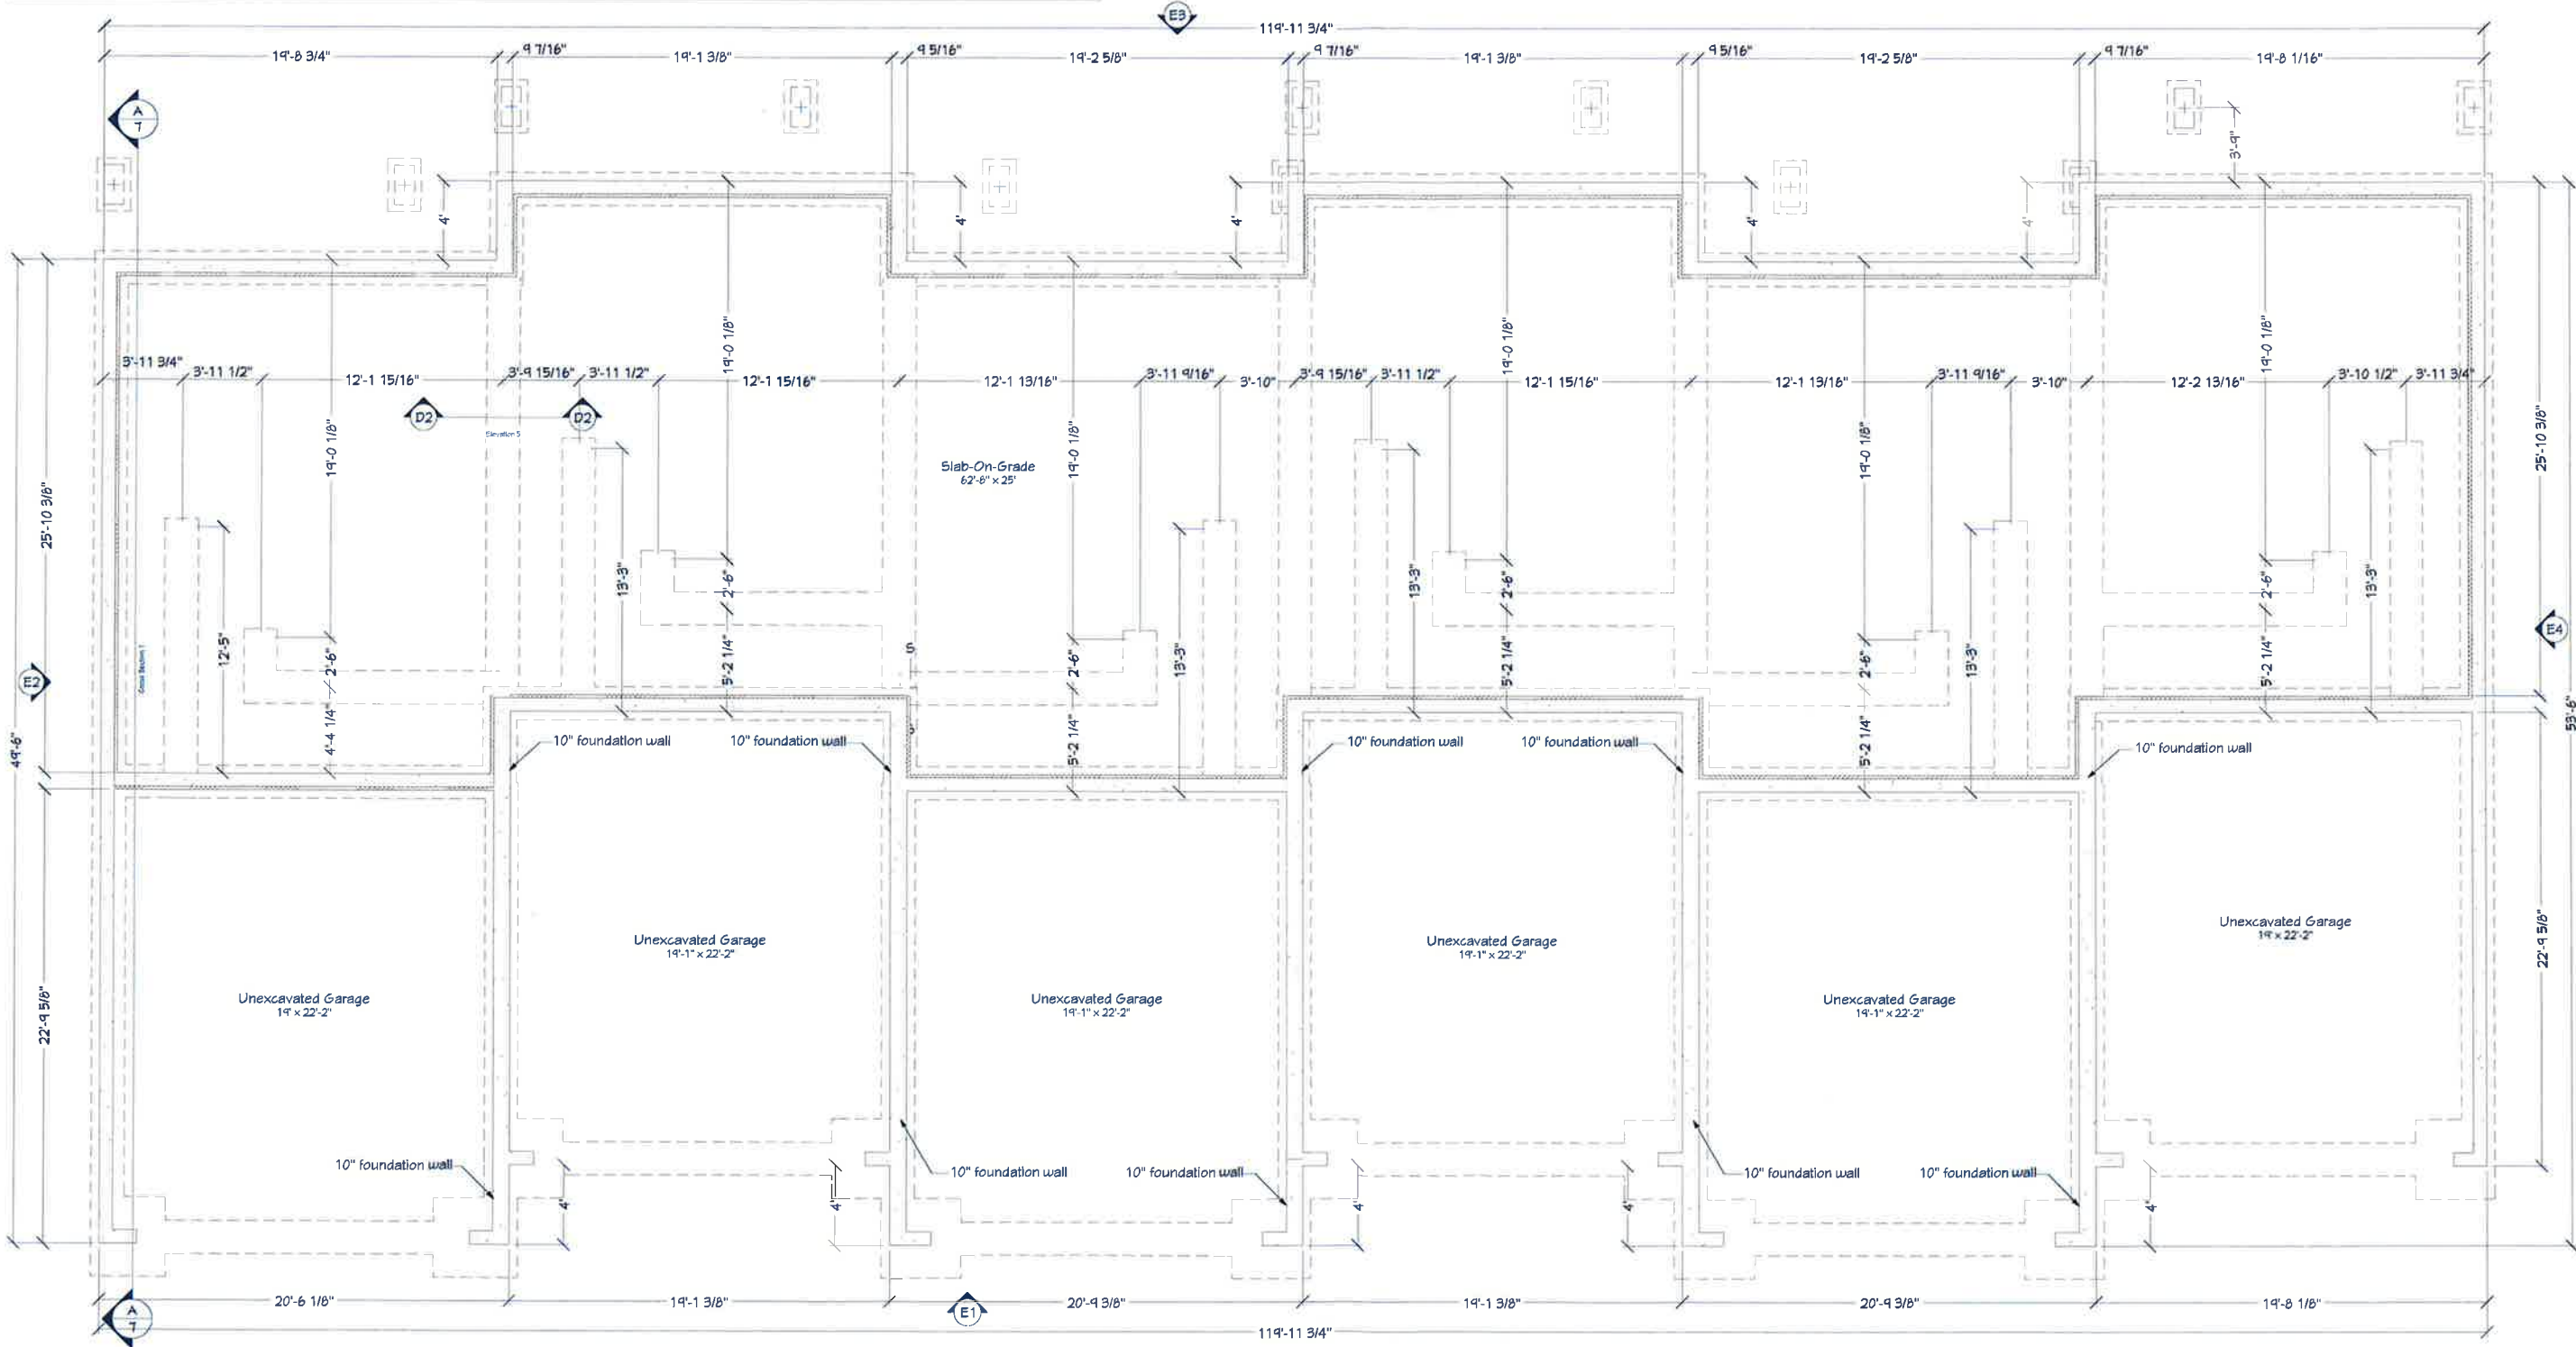 E3
119'-11 3/4"
19'-8 3/4"
9 7/16"
19'-1 3/8"
9 5/16"
19'-2 5/8"
9 7/16"
19'-1 3/8"
9 5/16"
19'-2 5/8"
9 7/16"
19'-8 1/16"
A
7
3'-9"
4'
4'
4'
4'
4'
3'-11 3/4"
3'-11 1/2"
12'-1 15/16"
3'-9 15/16"
3'-11 1/2"
12'-1 15/16"
12'-1 13/16"
3'-11 9/16"
3'-10"
3'-9 15/16"
3'-11 1/2"
12'-1 15/16"
12'-1 13/16"
3'-11 9/16"
3'-10"
12'-2 13/16"
3'-10 1/2"
3'-11 3/4"
19'-0 1/8"
19'-0 1/8"
19'-0 1/8"
19'-0 1/8"
19'-0 1/8"
19'-0 1/8"
D2
D2
Elevation 5
Slab-On-Grade
62'-8" x 25'
25'-10 3/8"
25'-10 3/8"
12'-5"
13'-3"
13'-3"
13'-3"
13'-3"
13'-3"
2'-6"
2'-6"
2'-6"
2'-6"
2'-6"
2'-6"
4'-4 1/4"
5'-2 1/4"
5'-2 1/4"
5'-2 1/4"
5'-2 1/4"
5'-2 1/4"
Cross Section 1
S
E2
E4
49'-6"
53'-6"
10" foundation wall
10" foundation wall
10" foundation wall
10" foundation wall
10" foundation wall
22'-9 5/8"
22'-9 5/8"
Unexcavated Garage
19' x 22'-2"
Unexcavated Garage
19'-1" x 22'-2"
Unexcavated Garage
19'-1" x 22'-2"
Unexcavated Garage
19'-1" x 22'-2"
Unexcavated Garage
19'-1" x 22'-2"
Unexcavated Garage
19' x 22'-2"
10" foundation wall
10" foundation wall
10" foundation wall
10" foundation wall
10" foundation wall
4'
4'
4'
4'
4'
A
7
20'-6 1/8"
19'-1 3/8"
E1
20'-9 3/8"
19'-1 3/8"
20'-9 3/8"
19'-8 1/8"
119'-11 3/4"